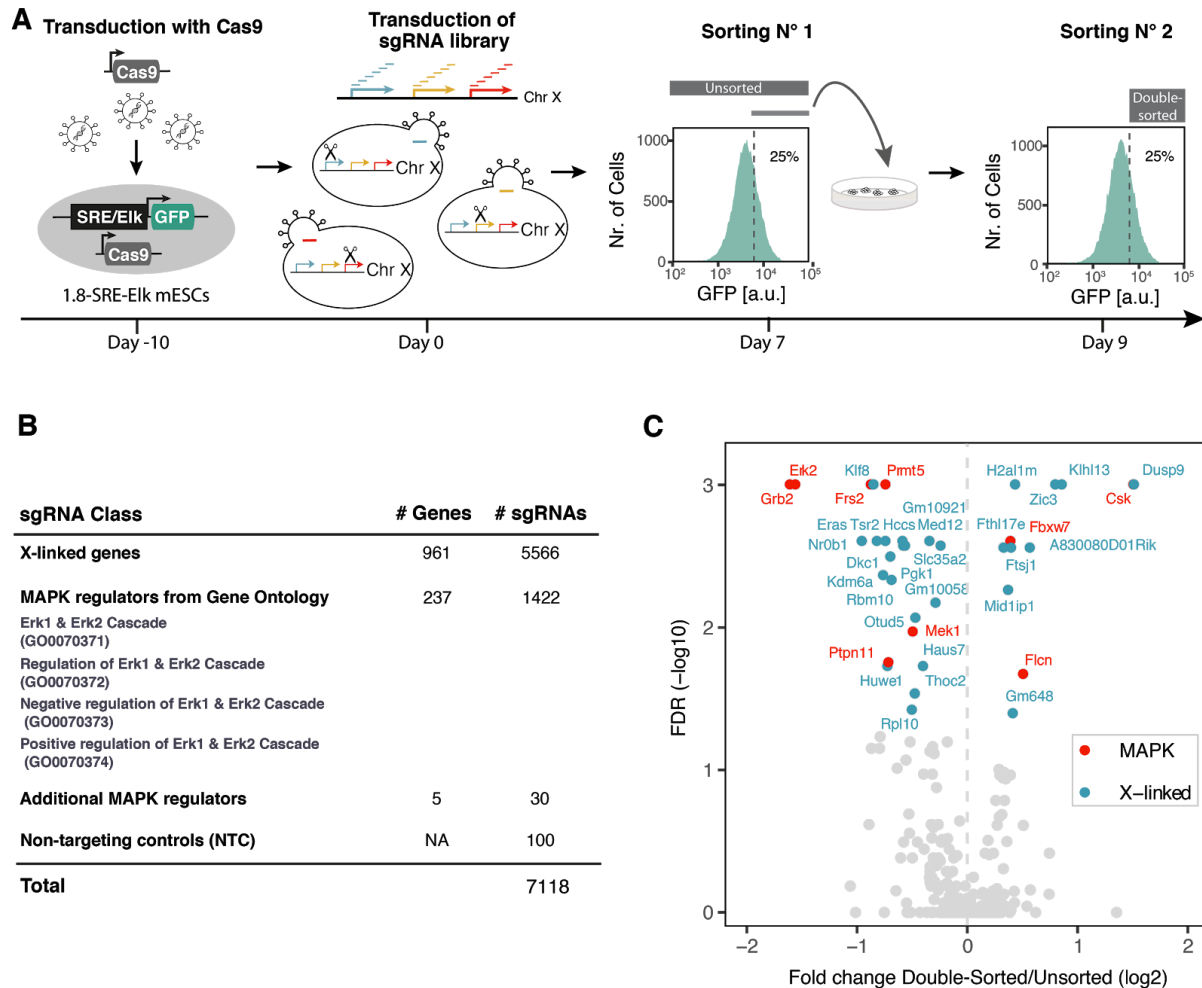 A
Transduction with Cas9
Cas9
SRE/Elk
GFP
Cas9
1.8-SRE-Elk mESCs
Transduction of
sgRNA library
Chr X
Chr X
Chr X
Chr X
Sorting N° 1
Unsorted
1000
500
0
Nr. of Cells
25%
10²
10³
10⁴
10⁵
GFP [a.u.]
Sorting N° 2
Double-
sorted
1000
500
0
Nr. of Cells
25%
10²
10³
10⁴
10⁵
GFP [a.u.]
Day -10
Day 0
Day 7
Day 9
B
sgRNA Class # Genes # sgRNAs
X-linked genes 961 5566
MAPK regulators from Gene Ontology 237 1422
Erk1 & Erk2 Cascade
(GO0070371)
Regulation of Erk1 & Erk2 Cascade
(GO0070372)
Negative regulation of Erk1 & Erk2 Cascade
(GO0070373)
Positive regulation of Erk1 & Erk2 Cascade
(GO0070374)
Additional MAPK regulators 5 30
Non-targeting controls (NTC) NA 100
Total 7118
C
Erk2
Klf8
Prmt5
H2al1m
Klhl13
Dusp9
Grb2
Frs2
Zic3
Csk
Gm10921
Eras Tsr2 Hccs Med12
Fthl17e
Fbxw7
Nr0b1
Slc35a2
A830080D01Rik
Dkc1
Ftsj1
Kdm6a
Pgk1
Rbm10
Gm10058
Mid1ip1
Otud5
Mek1
Ptpn11
Haus7
Flcn
Huwe1
Thoc2
Gm648
Rpl10
MAPK
X-linked
3
2
1
0
FDR (-log10)
−2
−1
0
1
2
Fold change Double-Sorted/Unsorted (log2)